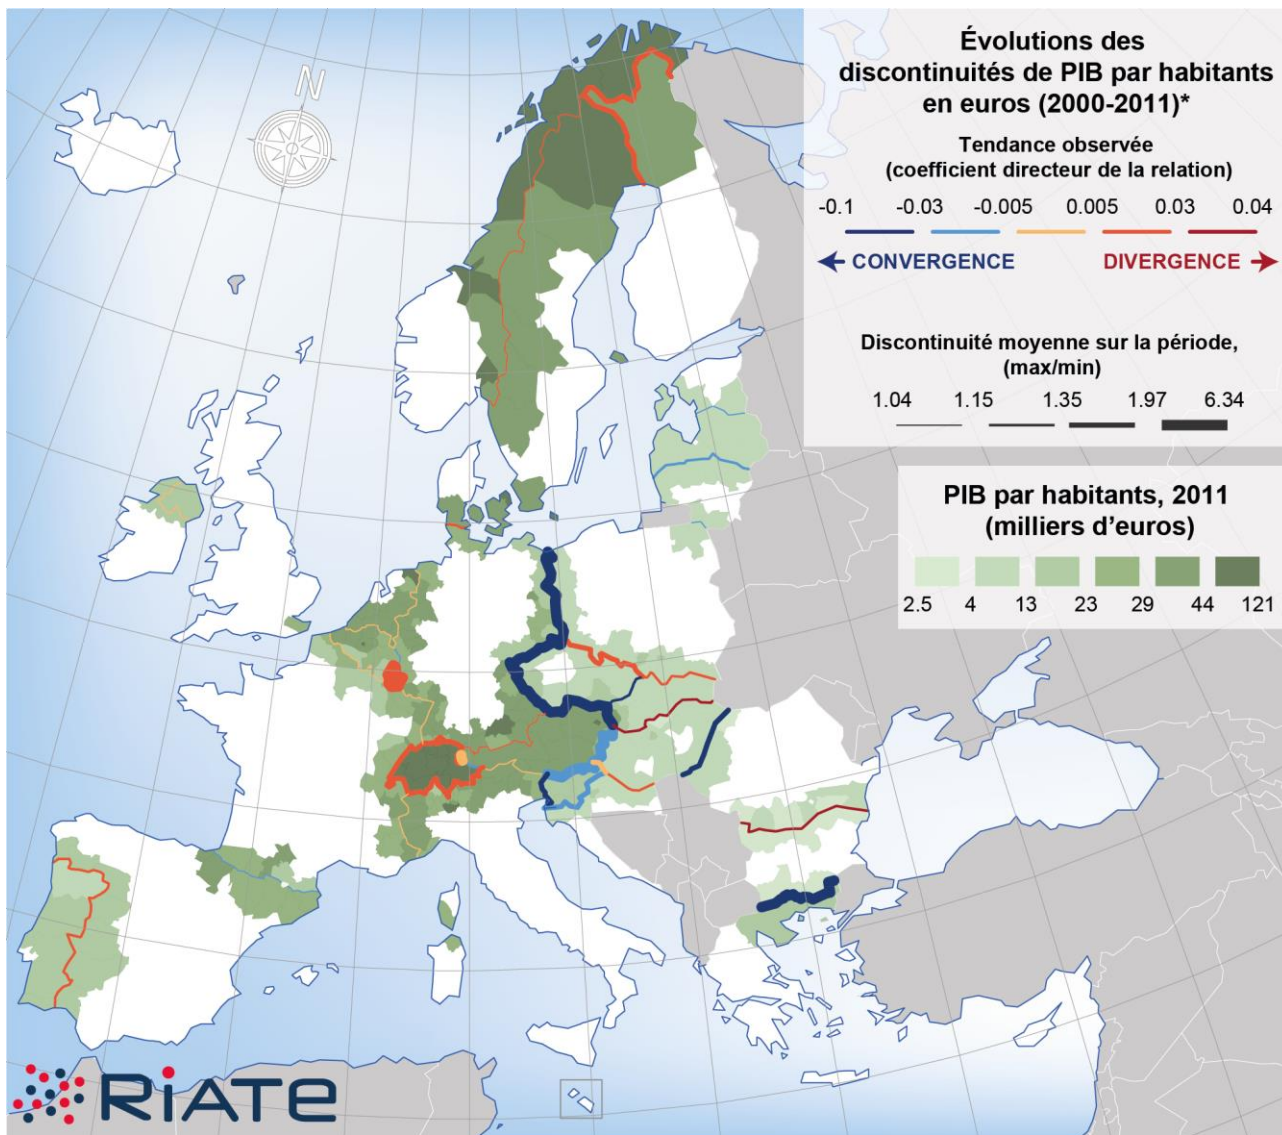 Évolutions des
discontinuités de PIB par habitants
en euros (2000-2011)*
Tendance observée
(coefficient directeur de la relation)
-0.1 -0.03 -0.005 0.005 0.03 0.04
CONVERGENCE DIVERGENCE
Discontinuité moyenne sur la période,
(max/min)
1.04 1.15 1.35 1.97 6.34
PIB par habitants, 2011
(milliers d'euros)
2.5 4 13 23 29 44 121
N
RIATE